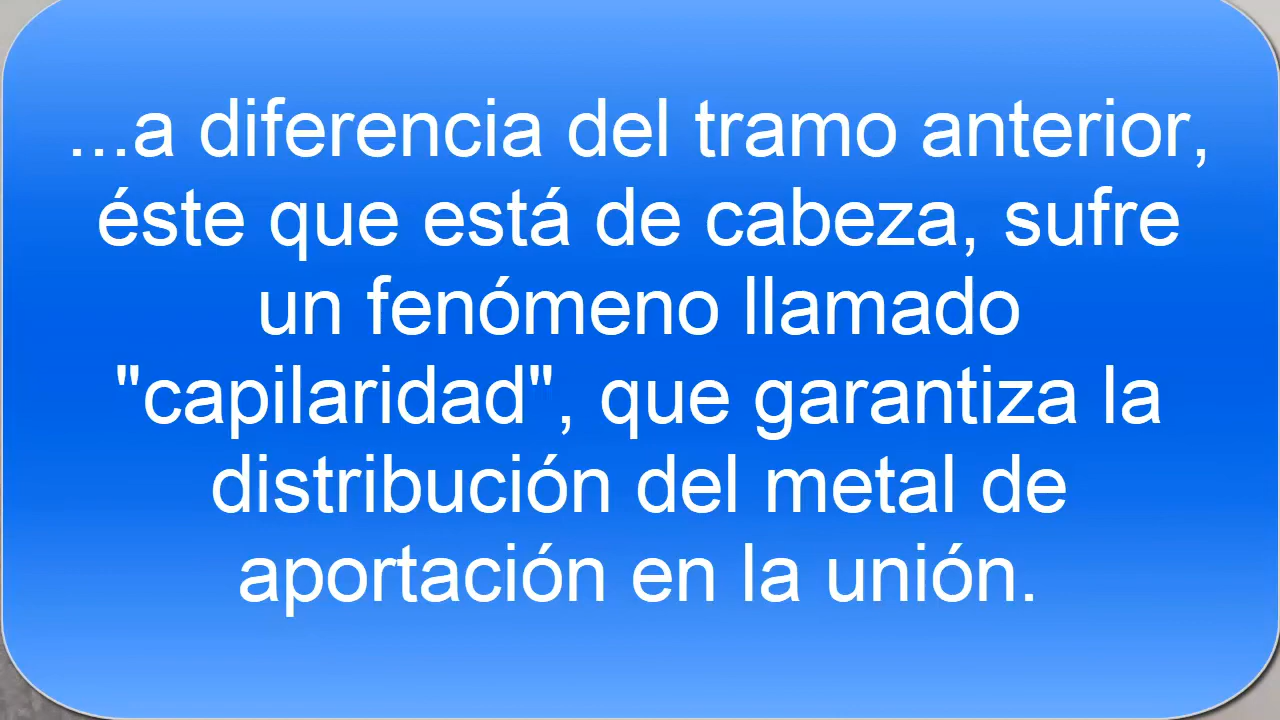 ...a diferencia del tramo anterior,
éste que está de cabeza, sufre
un fenómeno llamado
"capilaridad", que garantiza la
distribución del metal de
aportación en la unión.